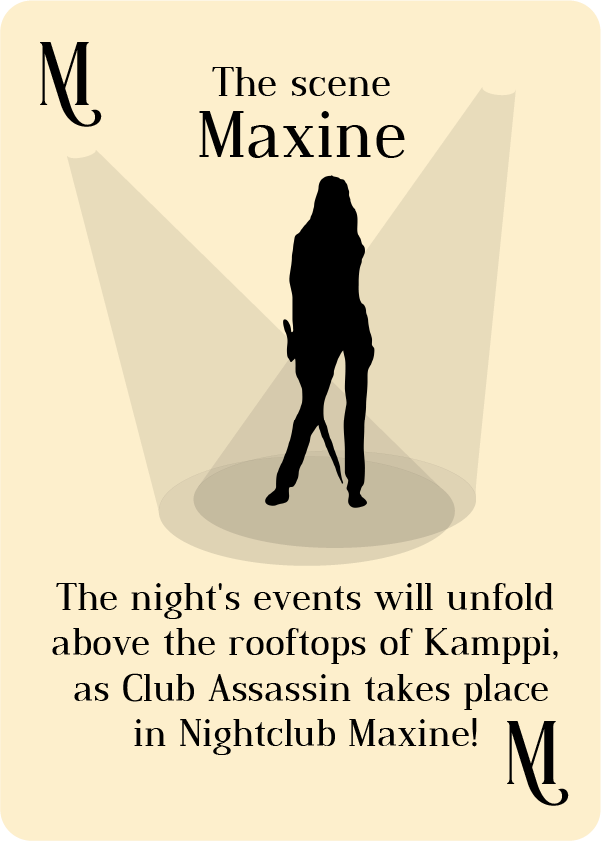 M
The scene
Maxine
The night's events will unfold
above the rooftops of Kamppi,
as Club Assassin takes place
in Nightclub Maxine!
M